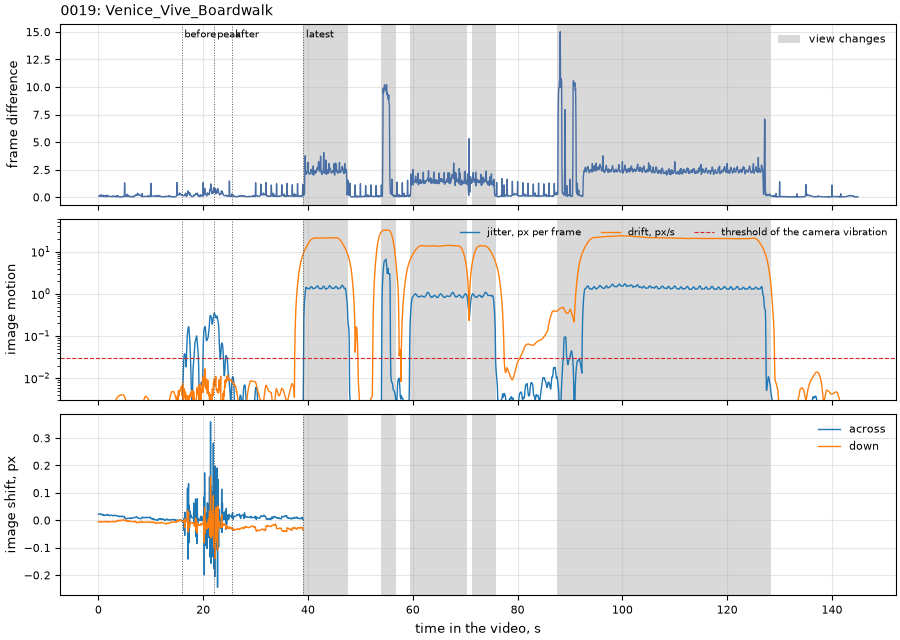 0019: Venice_Vive_Boardwalk
before peak after latest
view changes
frame difference
15.0
12.5
10.0
7.5
5.0
2.5
0.0
jitter, px per frame drift, px/s threshold of the camera vibration
image motion
10¹
10⁰
10⁻¹
10⁻²
across
down
image shift, px
0.3
0.2
0.1
0.0
−0.1
−0.2
0 20 40 60 80 100 120 140
time in the video, s